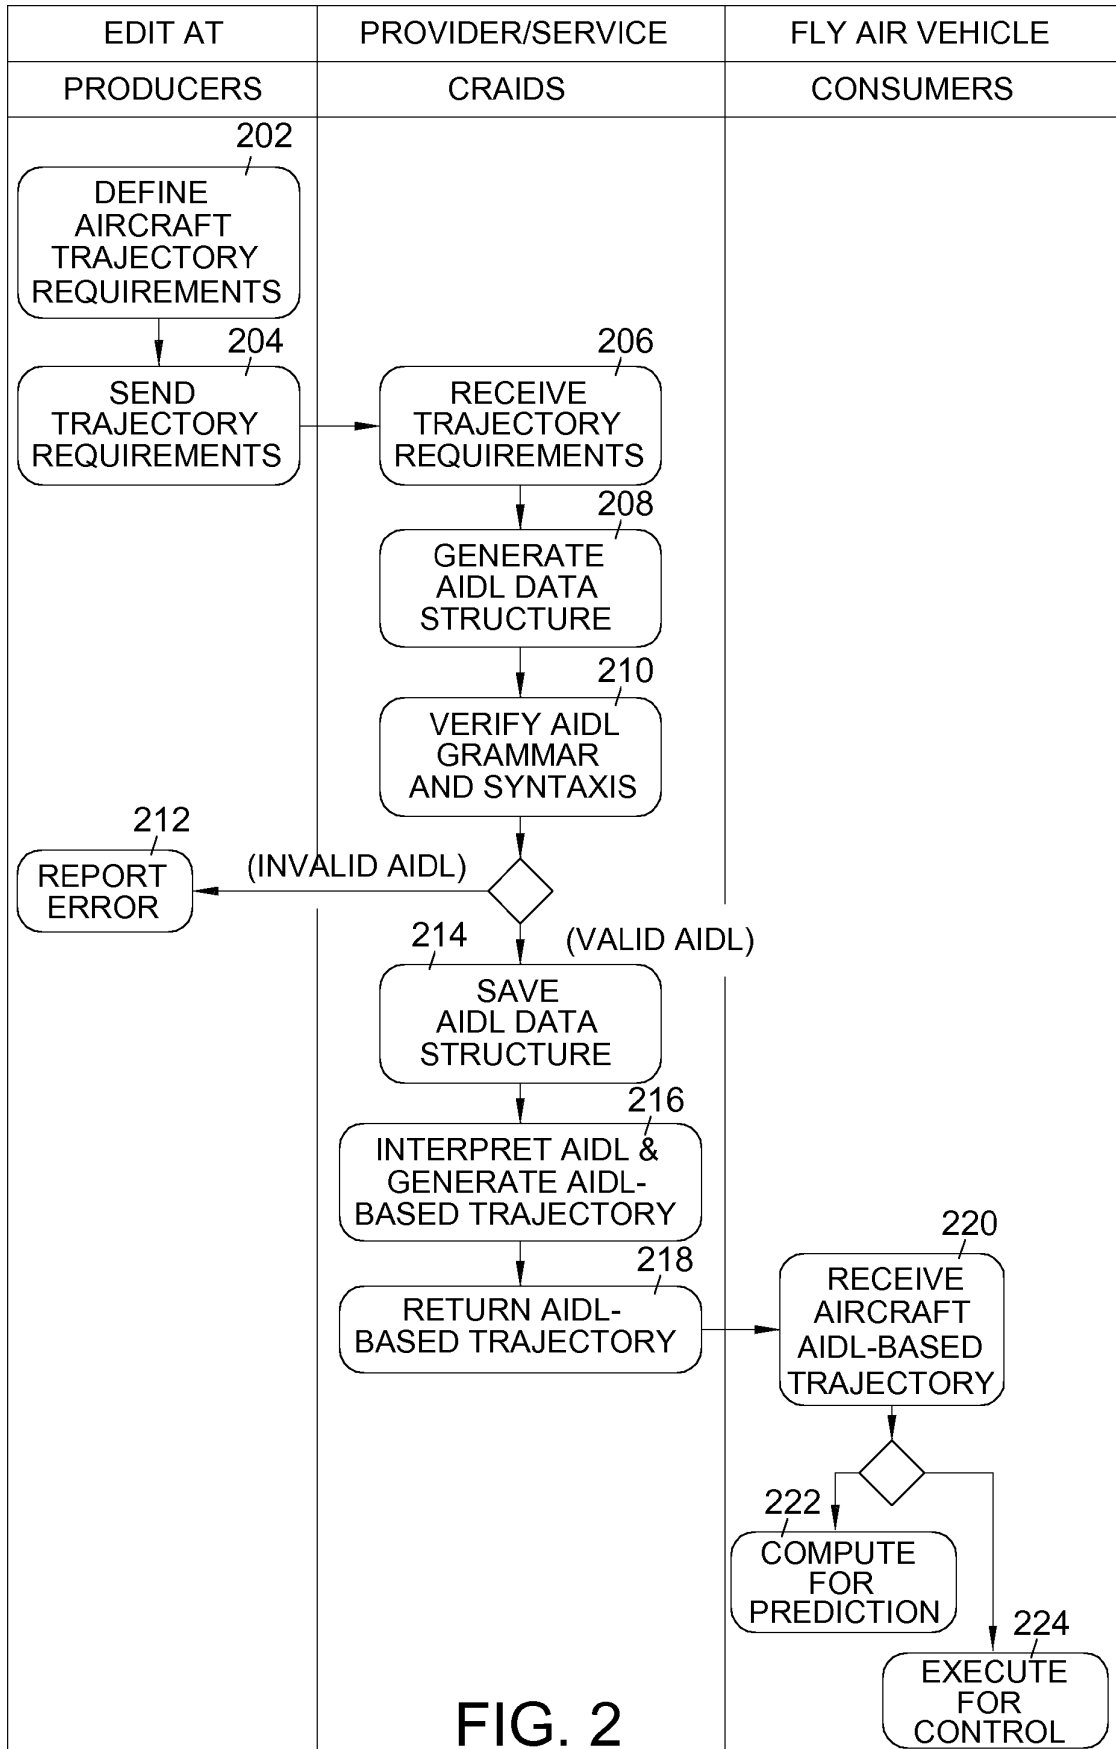 EDIT AT
PROVIDER/SERVICE
FLY AIR VEHICLE
PRODUCERS
CRAIDS
CONSUMERS
202
DEFINE
AIRCRAFT
TRAJECTORY
REQUIREMENTS
204
SEND
TRAJECTORY
REQUIREMENTS
206
RECEIVE
TRAJECTORY
REQUIREMENTS
208
GENERATE
AIDL DATA
STRUCTURE
210
VERIFY AIDL
GRAMMAR
AND SYNTAXIS
212
REPORT
ERROR
(INVALID AIDL)
(VALID AIDL)
214
SAVE
AIDL DATA
STRUCTURE
216
INTERPRET AIDL &
GENERATE AIDL-
BASED TRAJECTORY
218
RETURN AIDL-
BASED TRAJECTORY
220
RECEIVE
AIRCRAFT
AIDL-BASED
TRAJECTORY
222
COMPUTE
FOR
PREDICTION
224
EXECUTE
FOR
CONTROL
FIG. 2